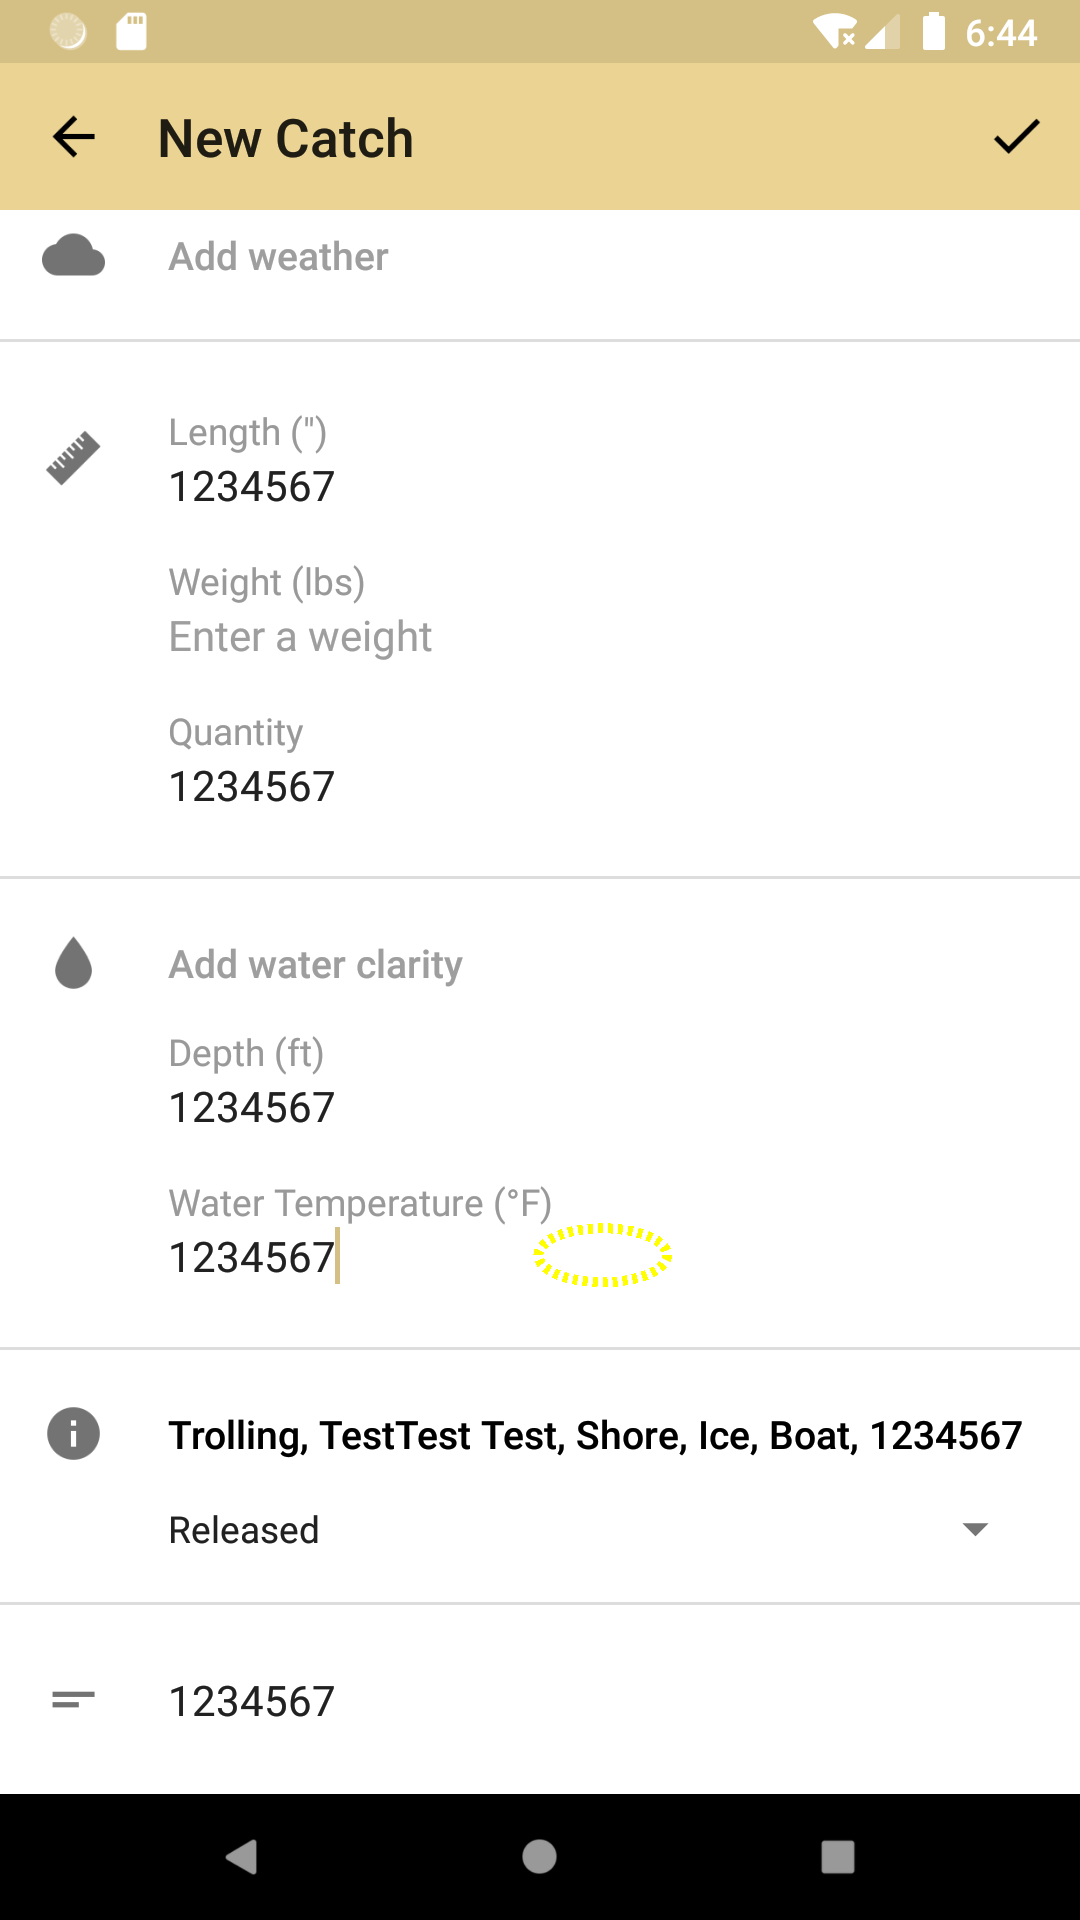 6:44
New Catch
Add weather
Length (")
1234567
Weight (lbs)
Enter a weight
Quantity
1234567
Add water clarity
Depth (ft)
1234567
Water Temperature (°F)
1234567
Trolling, TestTest Test, Shore, Ice, Boat, 1234567
Released
1234567